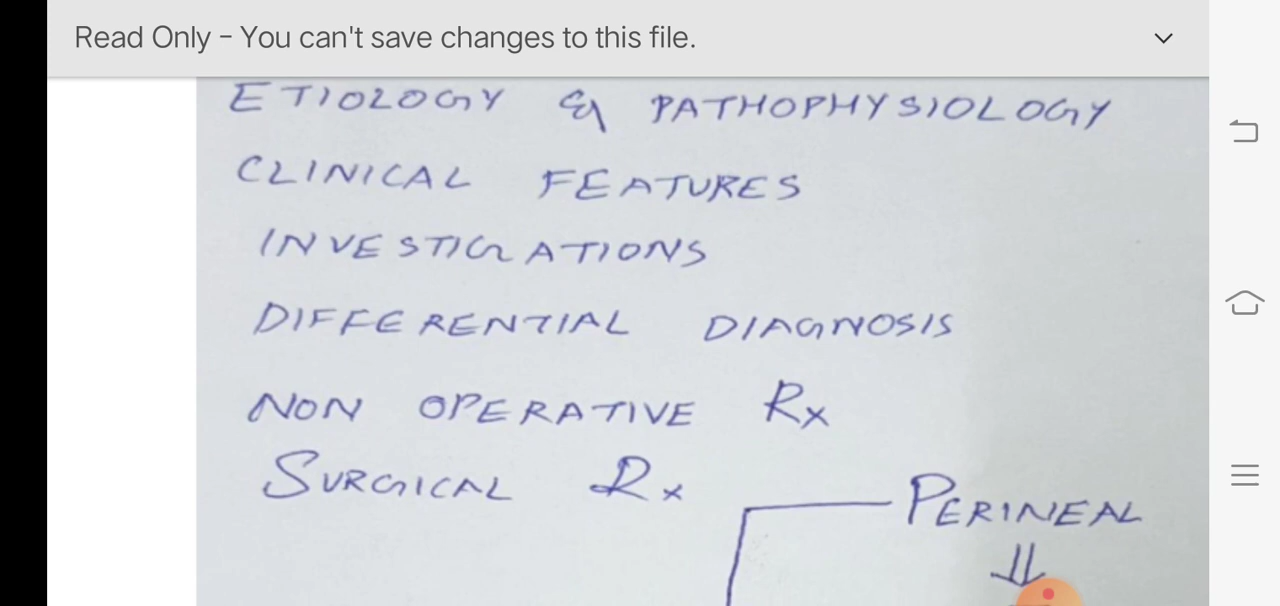 Read Only – You can't save changes to this file.
ETIOLOGY & PATHOPHYSIOLOGY
CLINICAL FEATURES
INVESTIGATIONS
DIFFERENTIAL DIAGNOSIS
NON OPERATIVE Rx
SURGICAL Rx
PERINEAL